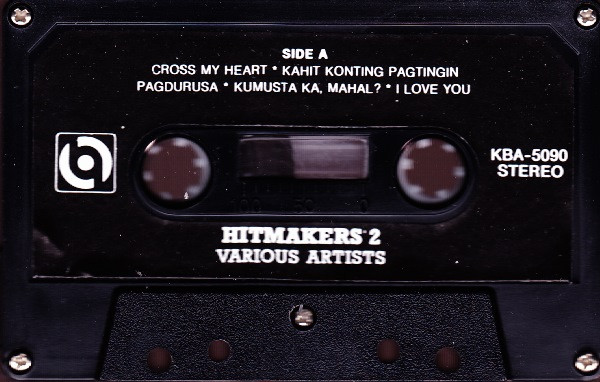 SIDE A
CROSS MY HEART * KAHIT KONTING PAGTINGIN
PAGDURUSA * KUMUSTA KA, MAHAL? * I LOVE YOU
KBA-5090
STEREO
HITMAKERS 2
VARIOUS ARTISTS